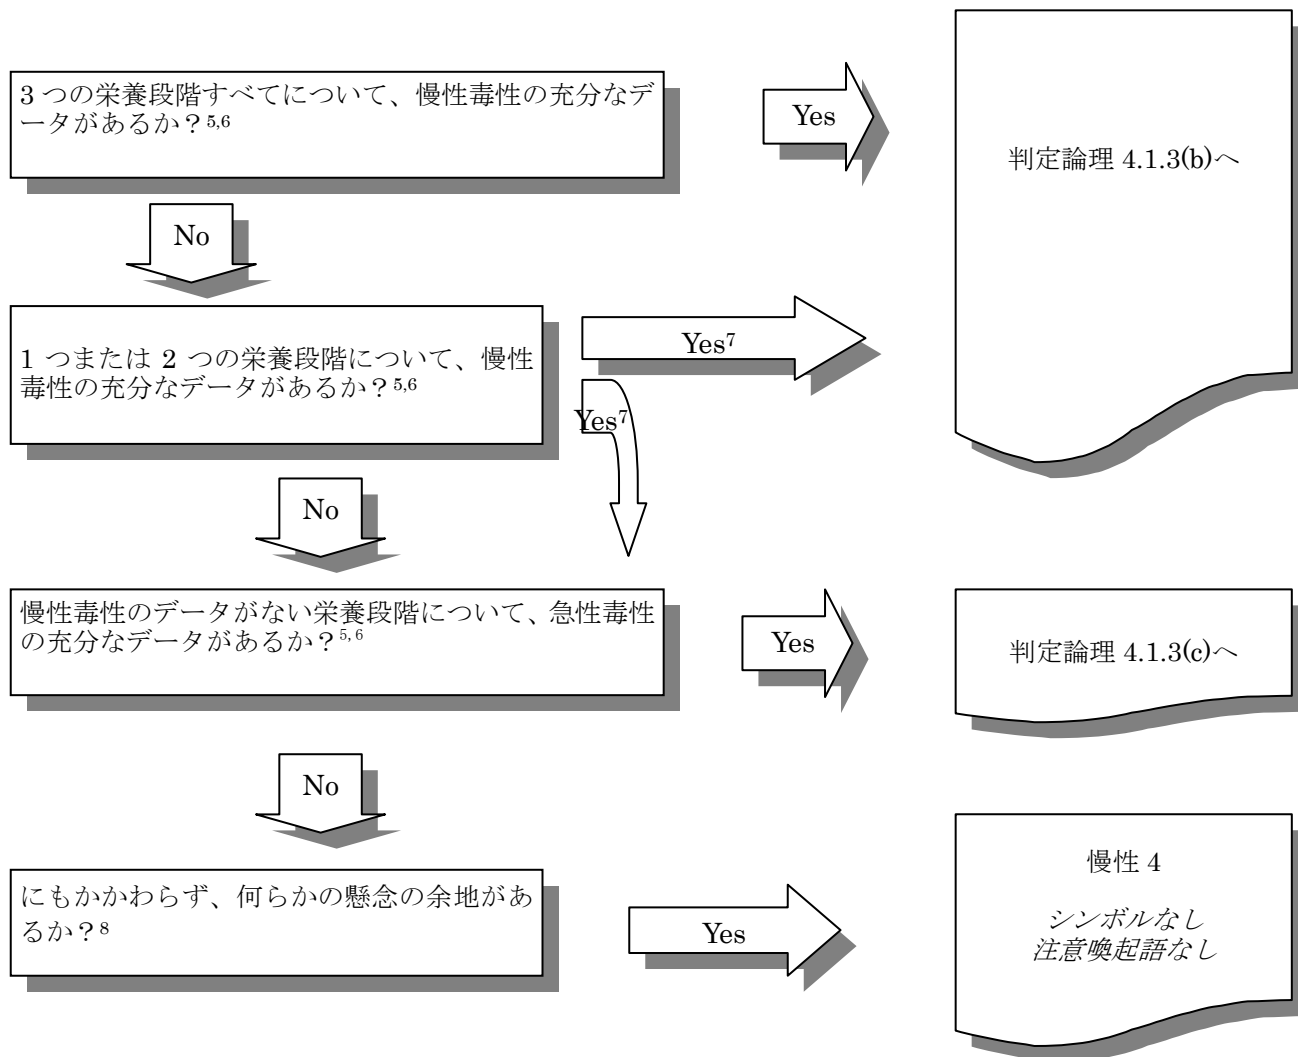 3 つの栄養段階すべてについて、慢性毒性の充分なデ
ータがあるか？5,6
Yes
判定論理 4.1.3(b)へ
No
1 つまたは 2 つの栄養段階について、慢性
毒性の充分なデータがあるか？5,6
Yes7
Yes7
No
慢性毒性のデータがない栄養段階について、急性毒性
の充分なデータがあるか？5, 6
Yes
判定論理 4.1.3(c)へ
No
にもかかわらず、何らかの懸念の余地があ
るか？8
Yes
慢性 4
シンボルなし
注意喚起語なし